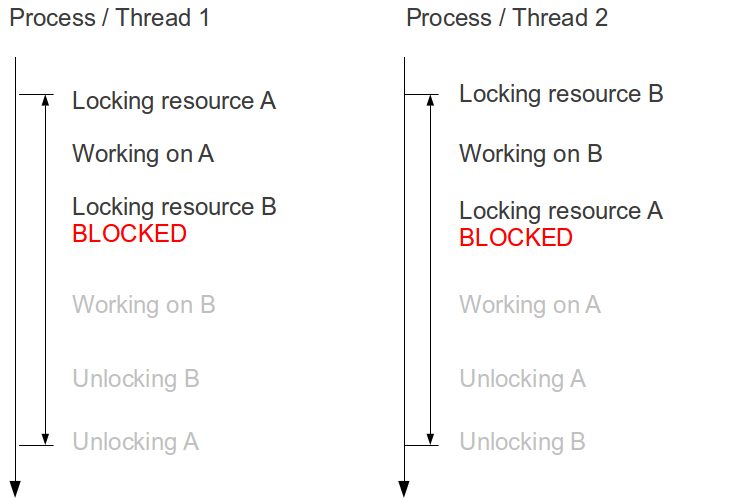 Process / Thread 1
Locking resource A
Working on A
Locking resource B
BLOCKED
Working on B
Unlocking B
Unlocking A
Process / Thread 2
Locking resource B
Working on B
Locking resource A
BLOCKED
Working on A
Unlocking A
Unlocking B